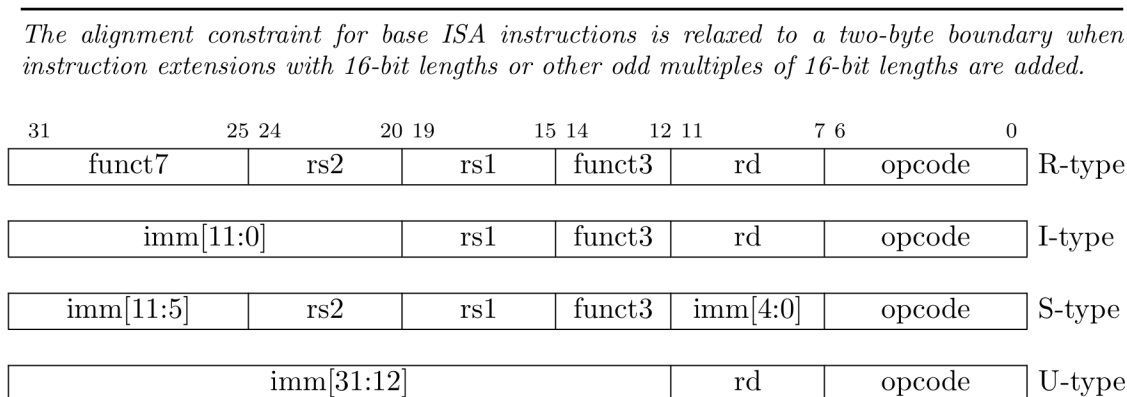 The alignment constraint for base ISA instructions is relaxed to a two-byte boundary when
instruction extensions with 16-bit lengths or other odd multiples of 16-bit lengths are added.
31 25 24 20 19 15 14 12 11 7 6 0
funct7 rs2 rs1 funct3 rd opcode R-type
imm[11:0] rs1 funct3 rd opcode I-type
imm[11:5] rs2 rs1 funct3 imm[4:0] opcode S-type
imm[31:12] rd opcode U-type